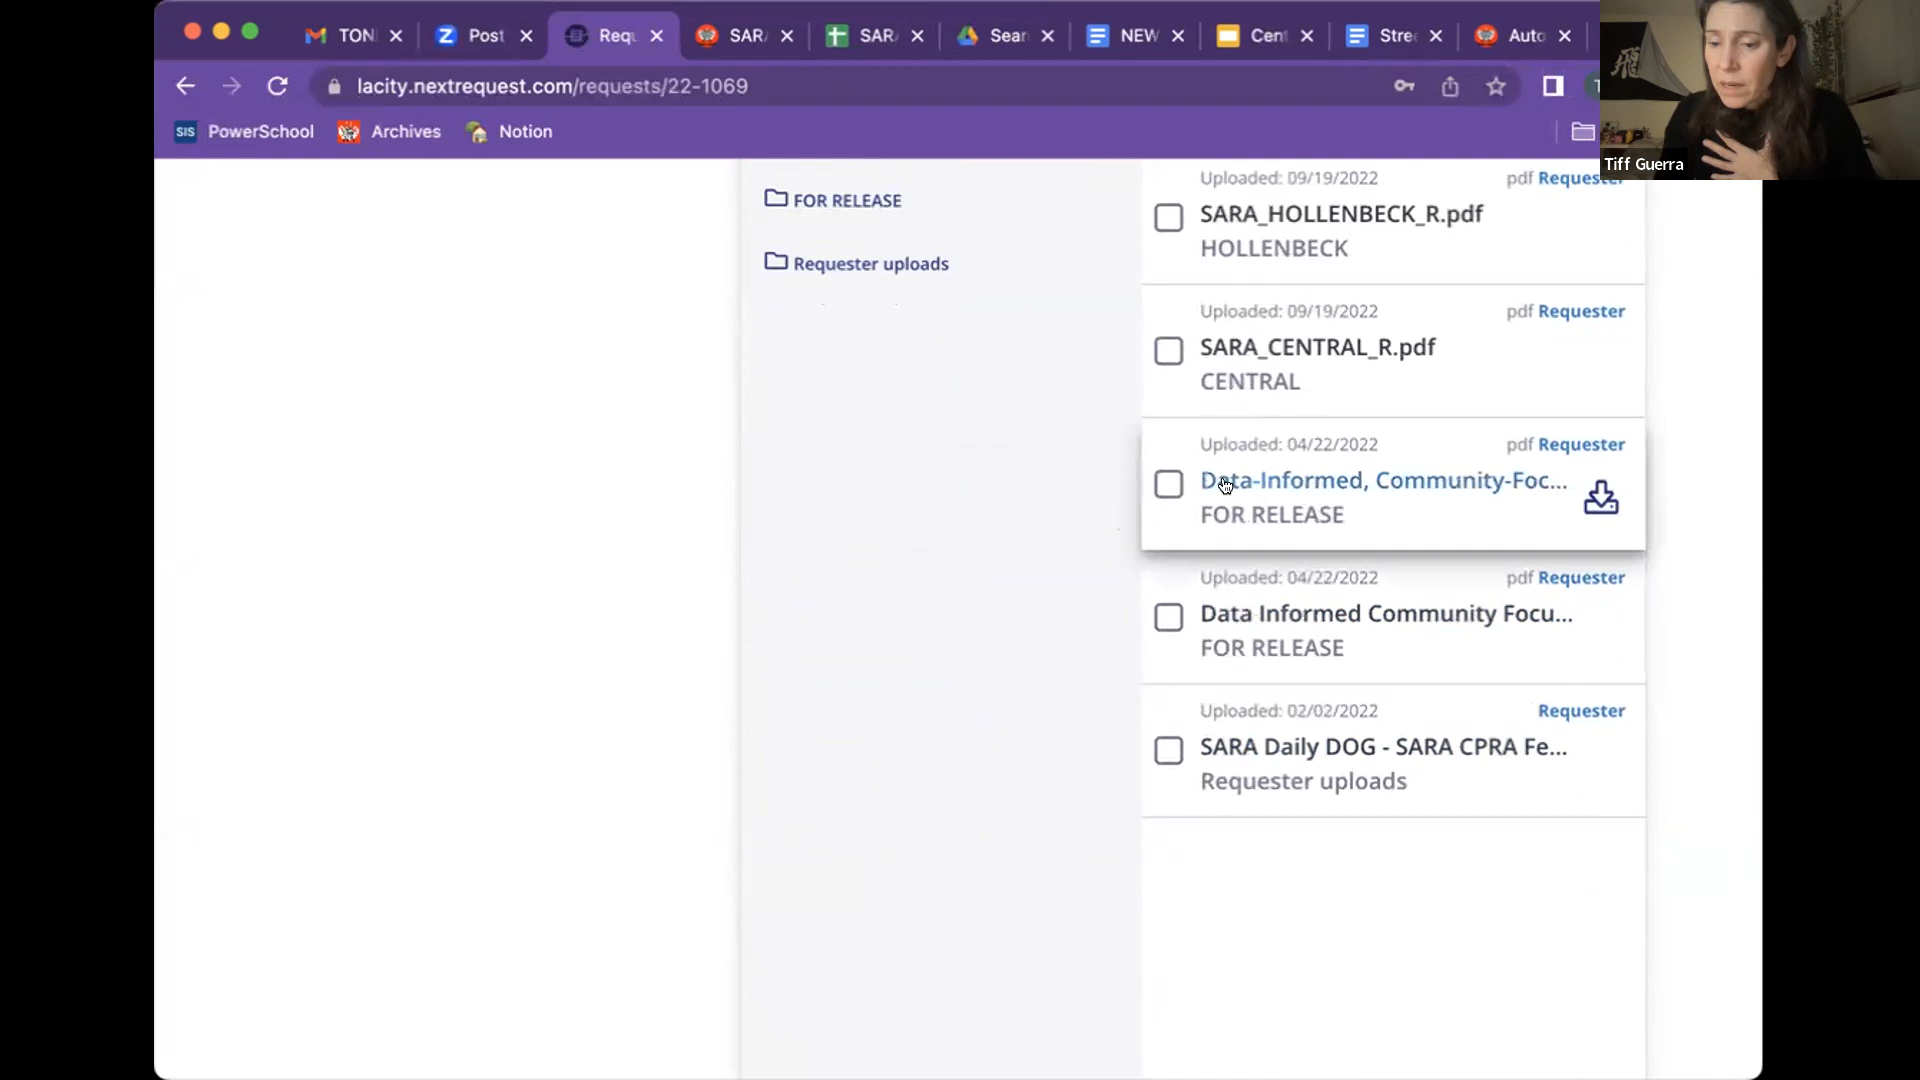 TON
Post
Requ
SAR
SAR
Sear
NEW
Cent
Stree
Auto
lacity.nextrequest.com/requests/22-1069
SIS PowerSchool
Archives
Notion
Tiff Guerra
FOR RELEASE
Requester uploads
Uploaded: 09/19/2022 pdf Requester
SARA_HOLLENBECK_R.pdf
HOLLENBECK
Uploaded: 09/19/2022 pdf Requester
SARA_CENTRAL_R.pdf
CENTRAL
Uploaded: 04/22/2022 pdf Requester
Data-Informed, Community-Foc...
FOR RELEASE
Uploaded: 04/22/2022 pdf Requester
Data Informed Community Focu...
FOR RELEASE
Uploaded: 02/02/2022 Requester
SARA Daily DOG - SARA CPRA Fe...
Requester uploads